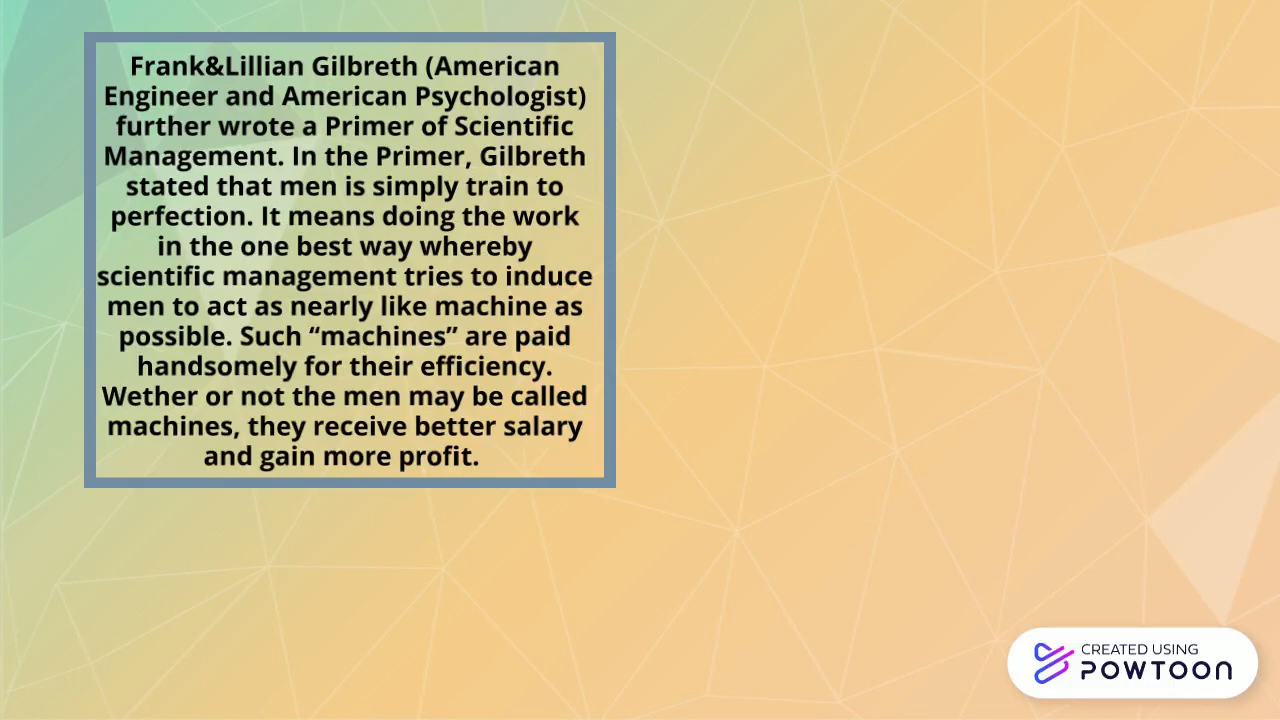 Frank&Lillian Gilbreth (American
Engineer and American Psychologist)
further wrote a Primer of Scientific
Management. In the Primer, Gilbreth
stated that men is simply train to
perfection. It means doing the work
in the one best way whereby
scientific management tries to induce
men to act as nearly like machine as
possible. Such “machines” are paid
handsomely for their efficiency.
Wether or not the men may be called
machines, they receive better salary
and gain more profit.
CREATED USING
POWTOON